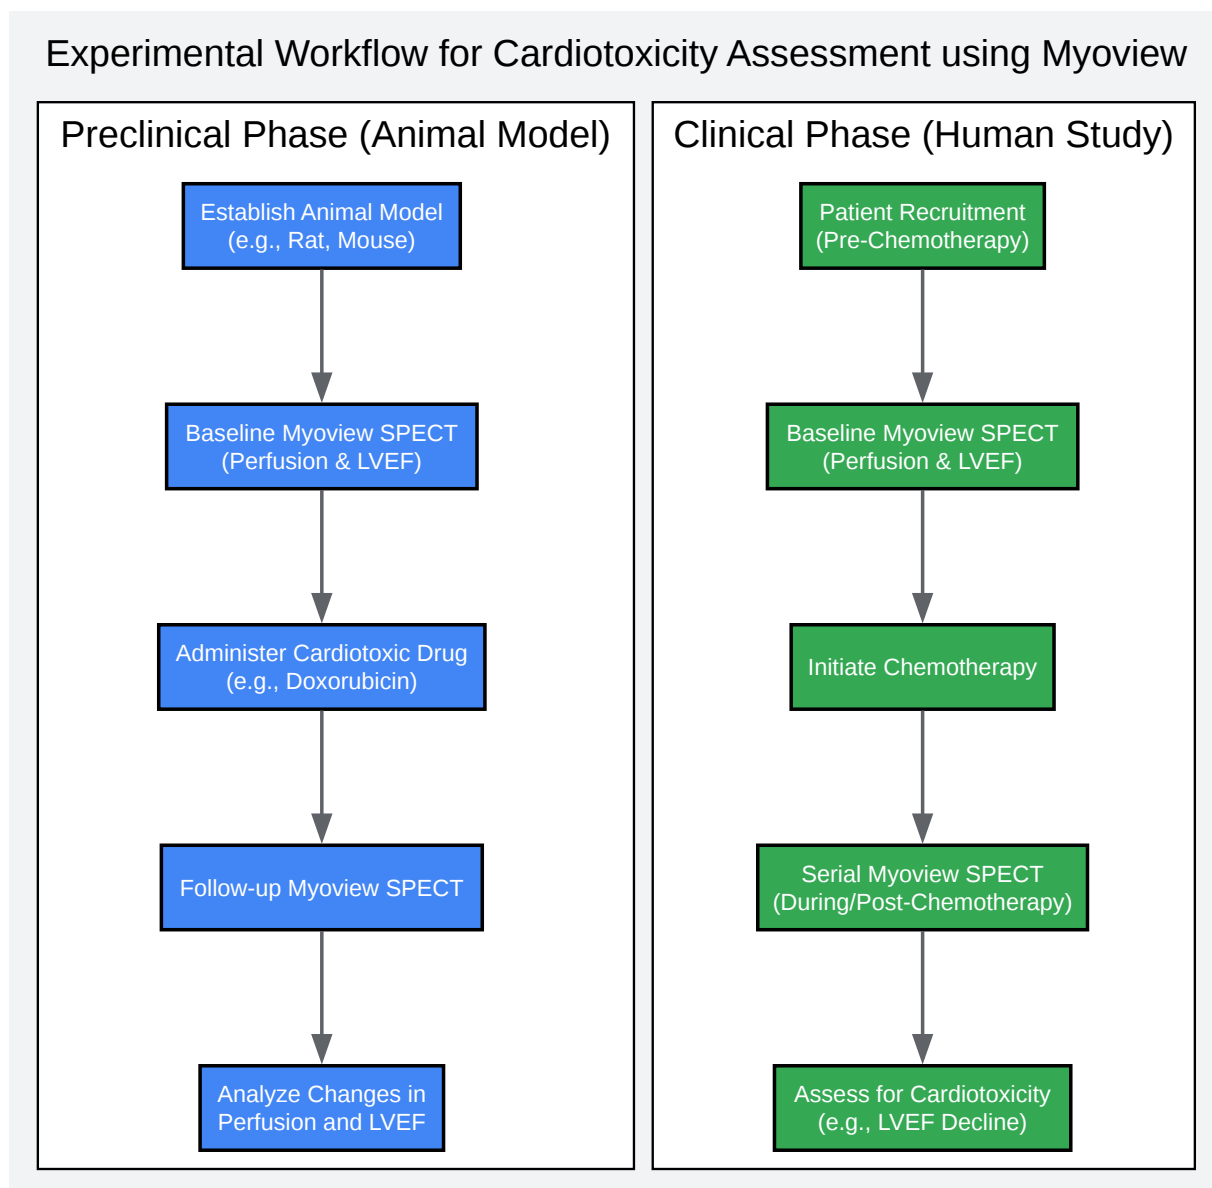 Experimental Workflow for Cardiotoxicity Assessment using Myoview
Preclinical Phase (Animal Model)
Establish Animal Model
(e.g., Rat, Mouse)
Baseline Myoview SPECT
(Perfusion & LVEF)
Administer Cardiotoxic Drug
(e.g., Doxorubicin)
Follow-up Myoview SPECT
Analyze Changes in
Perfusion and LVEF
Clinical Phase (Human Study)
Patient Recruitment
(Pre-Chemotherapy)
Baseline Myoview SPECT
(Perfusion & LVEF)
Initiate Chemotherapy
Serial Myoview SPECT
(During/Post-Chemotherapy)
Assess for Cardiotoxicity
(e.g., LVEF Decline)